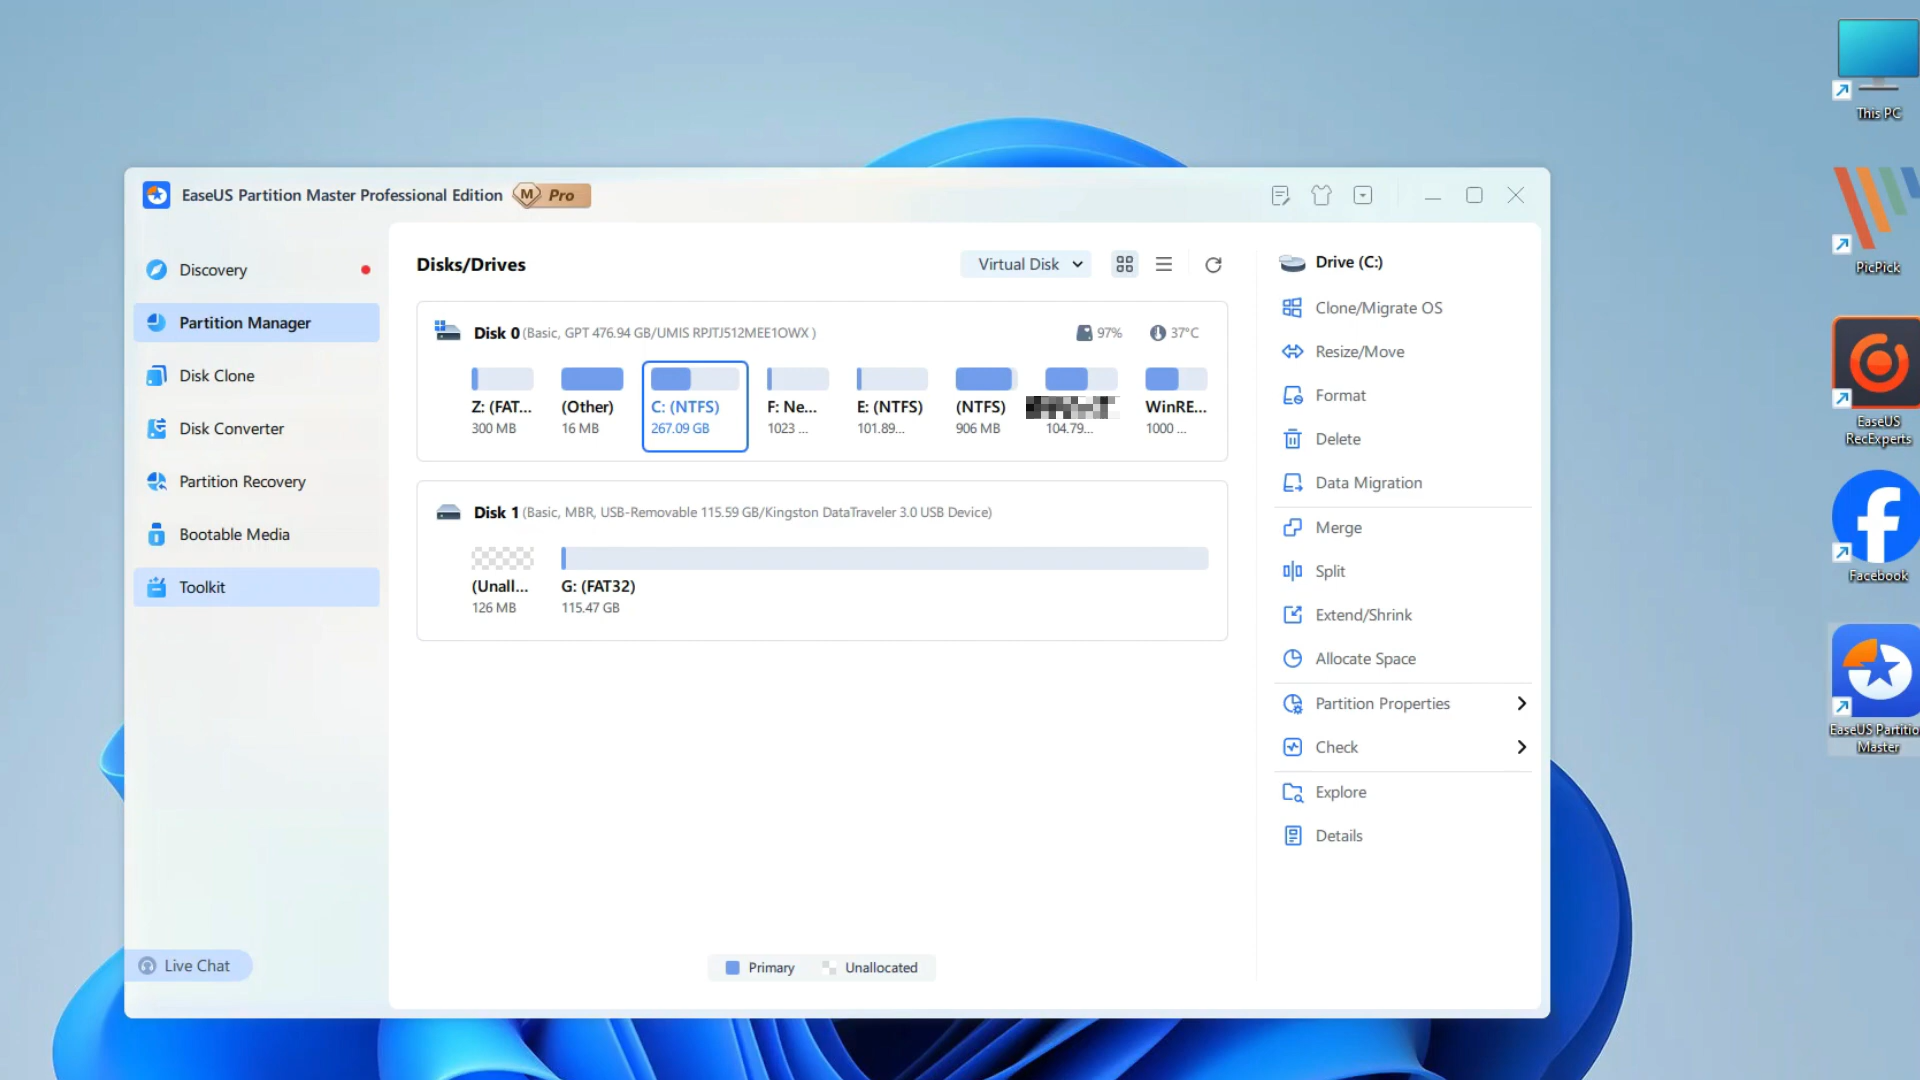 This PC
PicPick
EaseUS
RecExperts
Facebook
EaseUS Partitio
Master
EaseUS Partition Master Professional Edition
M Pro
Discovery
Partition Manager
Disk Clone
Disk Converter
Partition Recovery
Bootable Media
Toolkit
Live Chat
Disks/Drives
Virtual Disk
Disk 0 (Basic, GPT 476.94 GB/UMIS RPJTJ512MEE1OWX )
97%
37°C
Z: (FAT...
300 MB
(Other)
16 MB
C: (NTFS)
267.09 GB
F: Ne...
1023 ...
E: (NTFS)
101.89...
(NTFS)
906 MB
104.79...
WinRE...
1000 ...
Disk 1 (Basic, MBR, USB-Removable 115.59 GB/Kingston DataTraveler 3.0 USB Device)
(Unall...
126 MB
G: (FAT32)
115.47 GB
Primary
Unallocated
Drive (C:)
Clone/Migrate OS
Resize/Move
Format
Delete
Data Migration
Merge
Split
Extend/Shrink
Allocate Space
Partition Properties
Check
Explore
Details